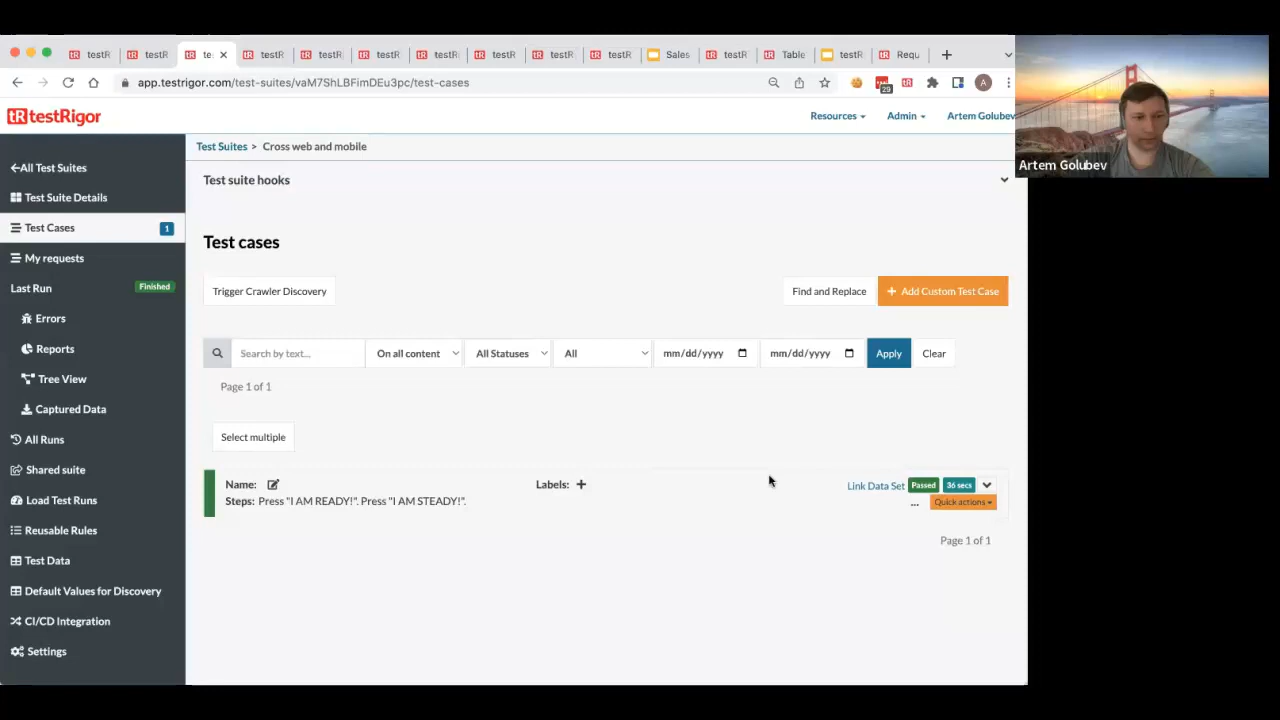 testR
testR
te:
testR
testR
testR
testR
testR
testR
testR
Sales
testR
Table
testR
Requ
app.testrigor.com/test-suites/vaM7ShLBFimDEu3pc/test-cases
29
A
tR testRigor
Resources
Admin
Artem Golubev
Artem Golubev
←All Test Suites
Test Suite Details
Test Cases 1
My requests
Last Run Finished
Errors
Reports
Tree View
Captured Data
All Runs
Shared suite
Load Test Runs
Reusable Rules
Test Data
Default Values for Discovery
CI/CD Integration
Settings
Test Suites > Cross web and mobile
Test suite hooks
Test cases
Trigger Crawler Discovery
Find and Replace
+ Add Custom Test Case
Search by text...
On all content
All Statuses
All
mm/dd/yyyy
mm/dd/yyyy
Apply
Clear
Page 1 of 1
Select multiple
Name:
Labels: +
Link Data Set Passed 36 secs
Steps: Press "I AM READY!". Press "I AM STEADY!".
... Quick actions
Page 1 of 1